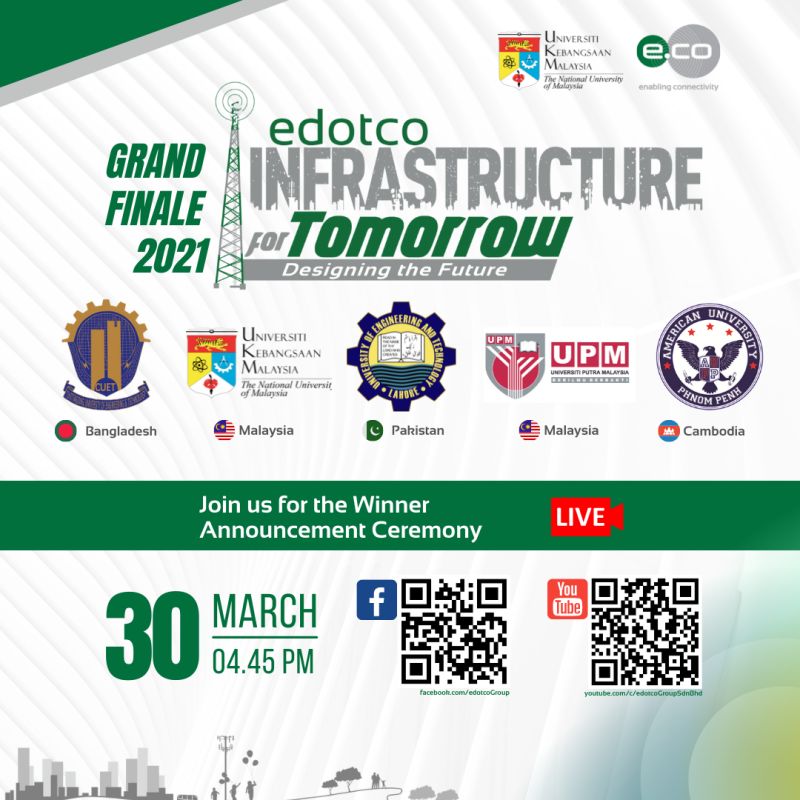 UNIVERSITI
KEBANGSAAN
MALAYSIA
The National University
of Malaysia
e.co
enabling connectivity
GRAND
FINALE
2021
edotco
INFRASTRUCTURE
for Tomorrow
Designing the Future
CUET
Bangladesh
UNIVERSITI
KEBANGSAAN
MALAYSIA
The National Universit
of Malaysia
Malaysia
UNIVERSITY OF ENGINEERING AND TECHNOLOGY
LAHORE
Pakistan
UPM
UPM
UNIVERSITI PUTRA MALAYSIA
BERILMU BERBAKTI
Malaysia
AMERICAN UNIVERSITY
PHNOM PENH
Cambodia
Join us for the Winner
Announcement Ceremony
LIVE
30
MARCH
04.45 PM
f
facebook.com/edotcoGroup
You
Tube
youtube.com/c/edotcoGroupSdnBhd